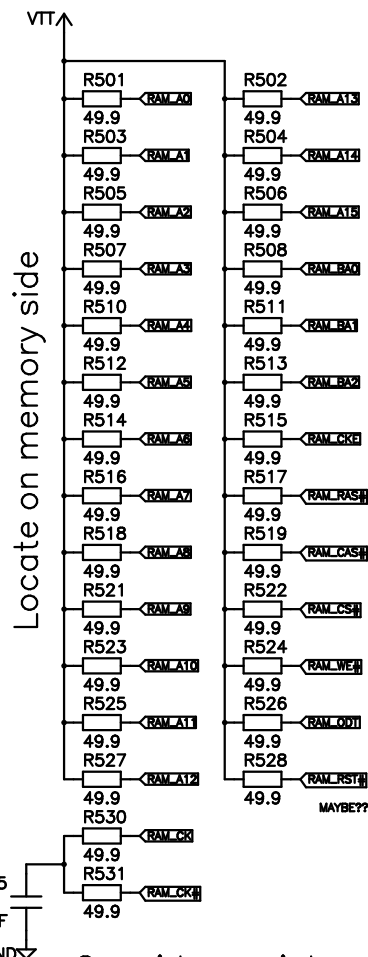 VTT
R501 RAM_A0 49.9
R502 RAM_A13 49.9
R503 RAM_A1 49.9
R504 RAM_A14 49.9
R505 RAM_A2 49.9
R506 RAM_A15 49.9
R507 RAM_A3 49.9
R508 RAM_BA0 49.9
R510 RAM_A4 49.9
R511 RAM_BA1 49.9
R512 RAM_A5 49.9
R513 RAM_BA2 49.9
R514 RAM_A6 49.9
R515 RAM_CKE 49.9
R516 RAM_A7 49.9
R517 RAM_RAS# 49.9
R518 RAM_A8 49.9
R519 RAM_CAS# 49.9
R521 RAM_A9 49.9
R522 RAM_CS# 49.9
R523 RAM_A10 49.9
R524 RAM_WE# 49.9
R525 RAM_A11 49.9
R526 RAM_ODT 49.9
R527 RAM_A12 49.9
R528 RAM_RST# 49.9
MAYBE??
R530 RAM_CK 49.9
R531 RAM_CK# 49.9
Locate on memory side
5
F
ND